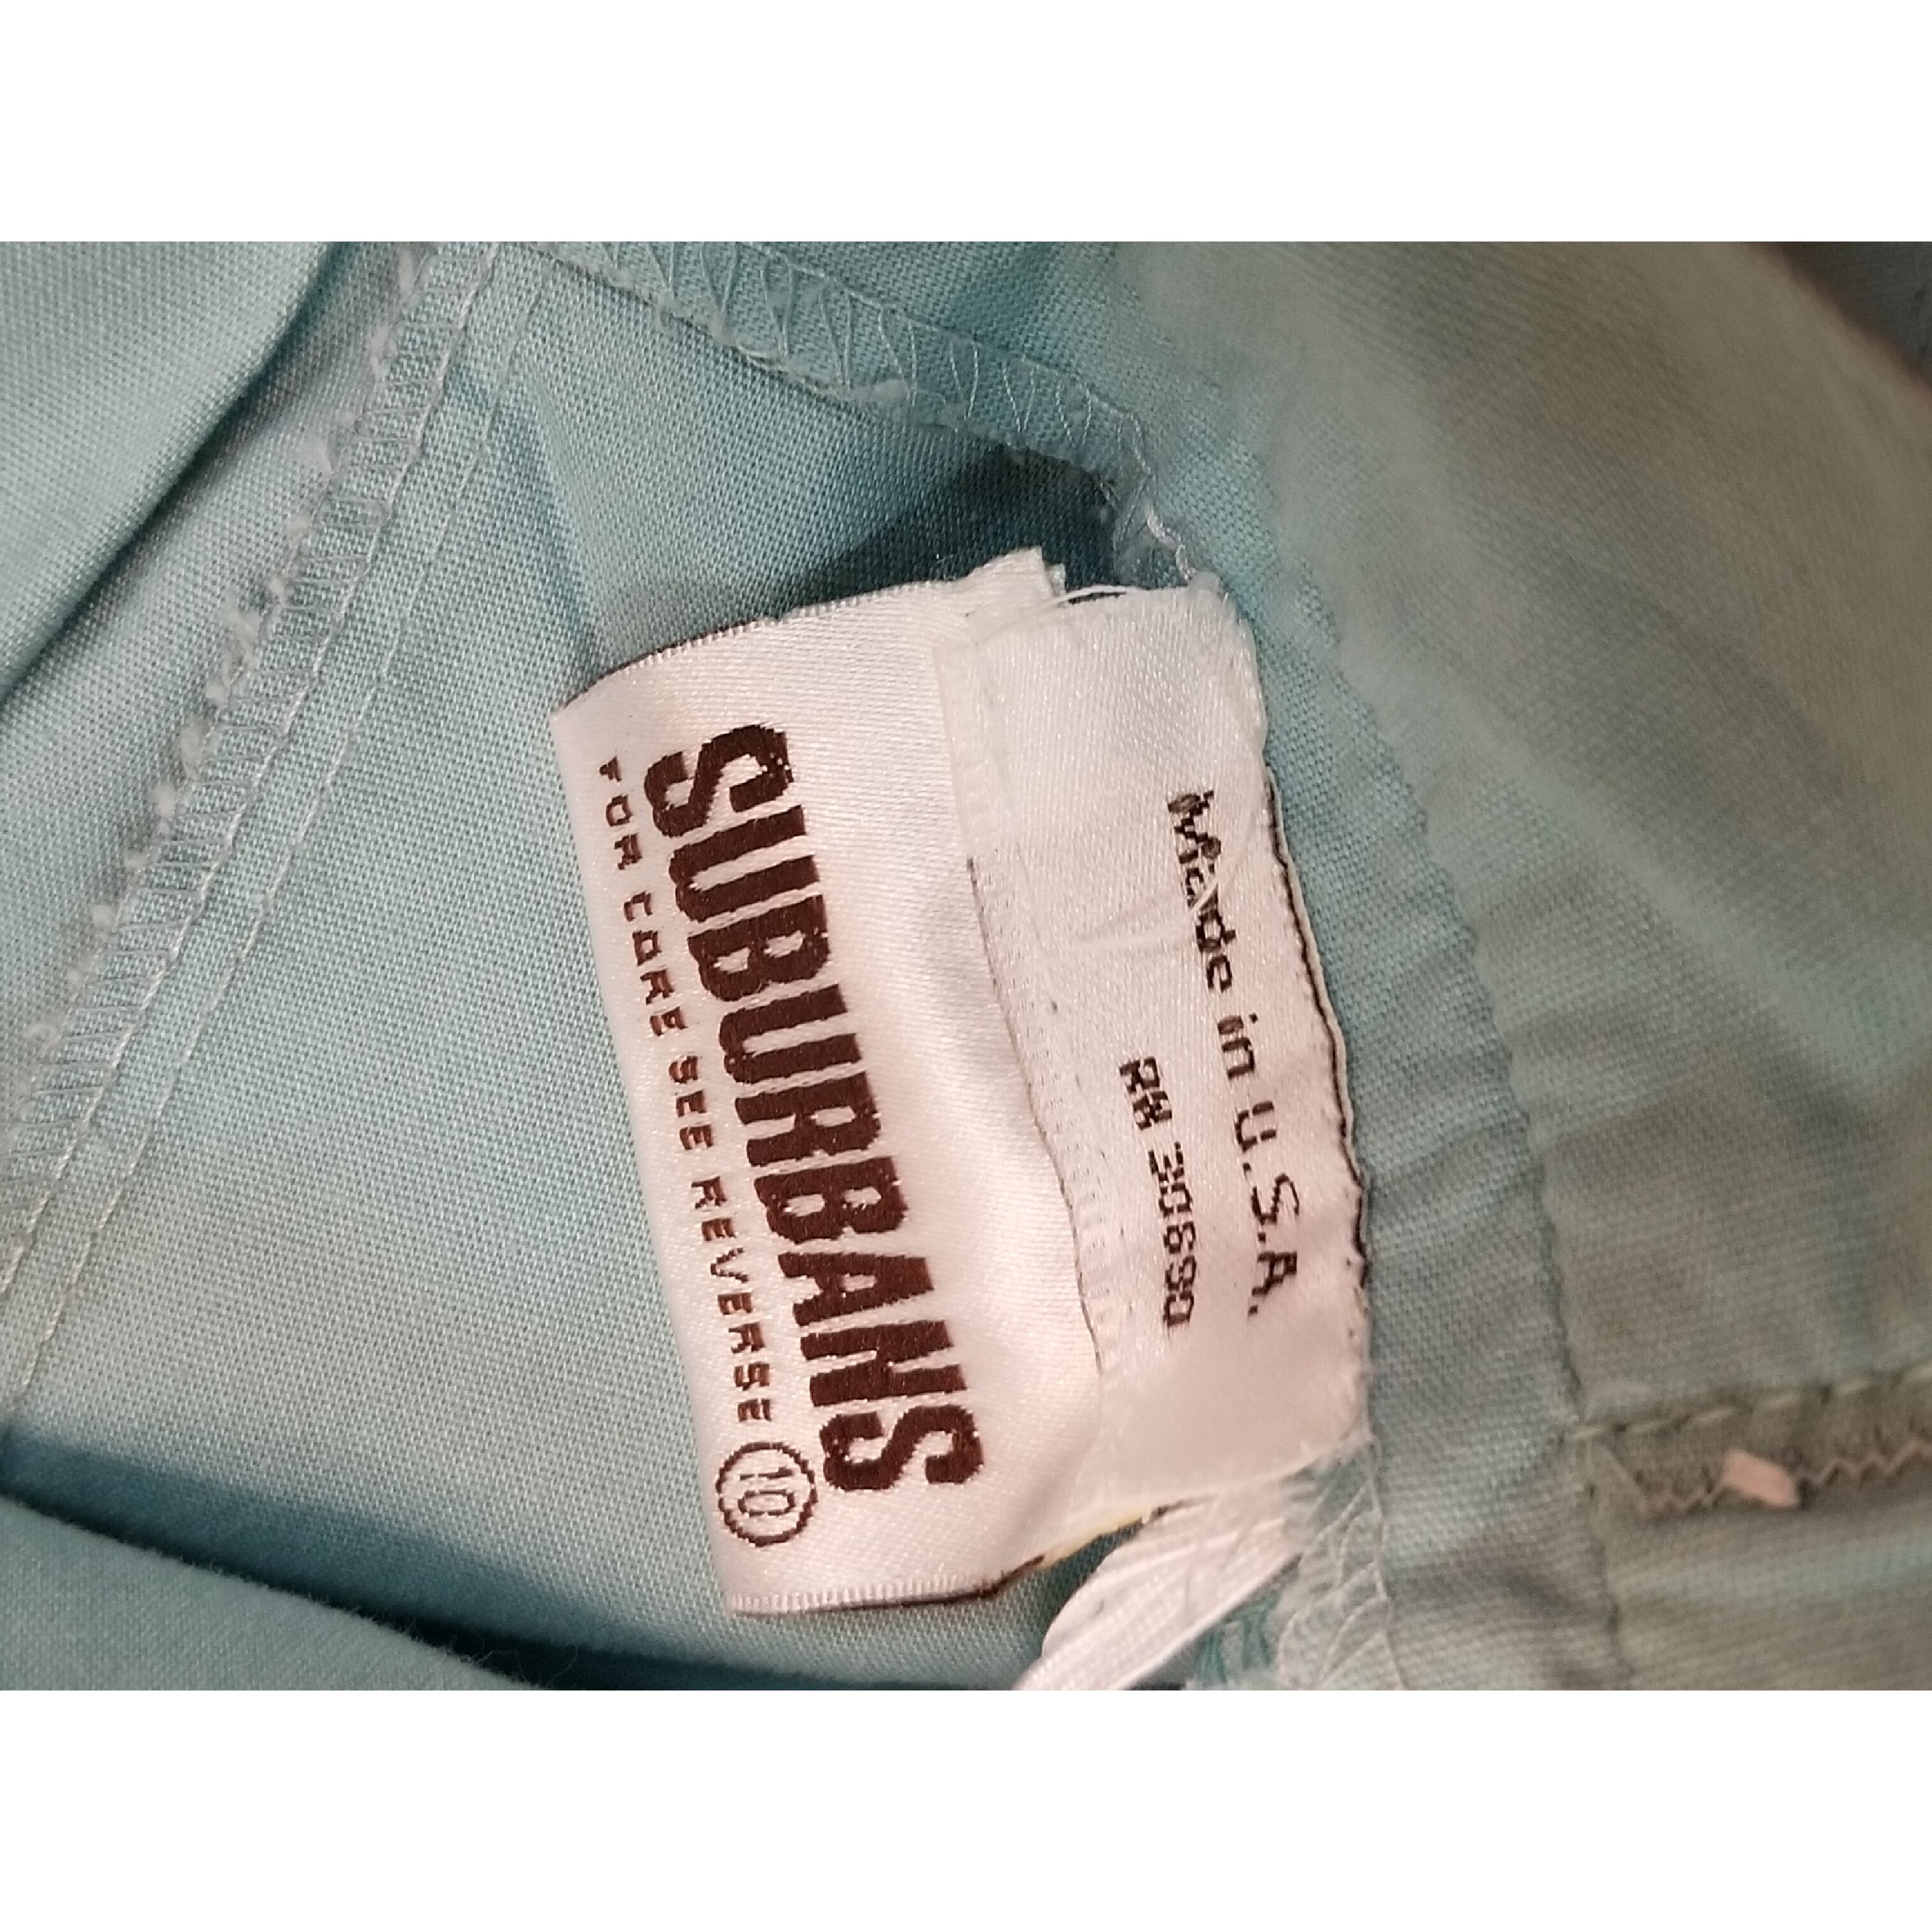 SUBURBANS
FOR CARE SEE REVERSE 10
Made in U.S.A.
RN 30690